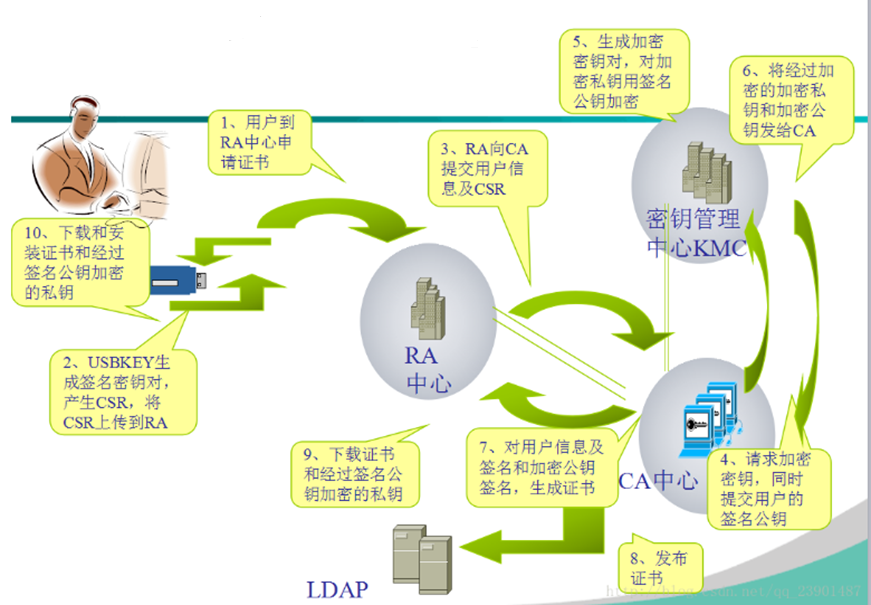 5、生成加密
密钥对，对加
密私钥用签名
公钥加密
6、将经过加
密的加密私
钥和加密公
钥发给CA
1、用户到
RA中心申
请证书
3、RA向CA
提交用户信
息及CSR
密钥管理
中心KMC
10、下载和安
装证书和经过
签名公钥加密
的私钥
2、USBKEY生
成签名密钥对，
产生CSR，将
CSR上传到RA
RA
中心
9、下载证书
和经过签名公
钥加密的私钥
7、对用户信息及
签名和加密公钥
签名，生成证书
CA中心
4、请求加密
密钥，同时
提交用户的
签名公钥
8、发布
证书
LDAP
http://blog.csdn.net/qq_23901487